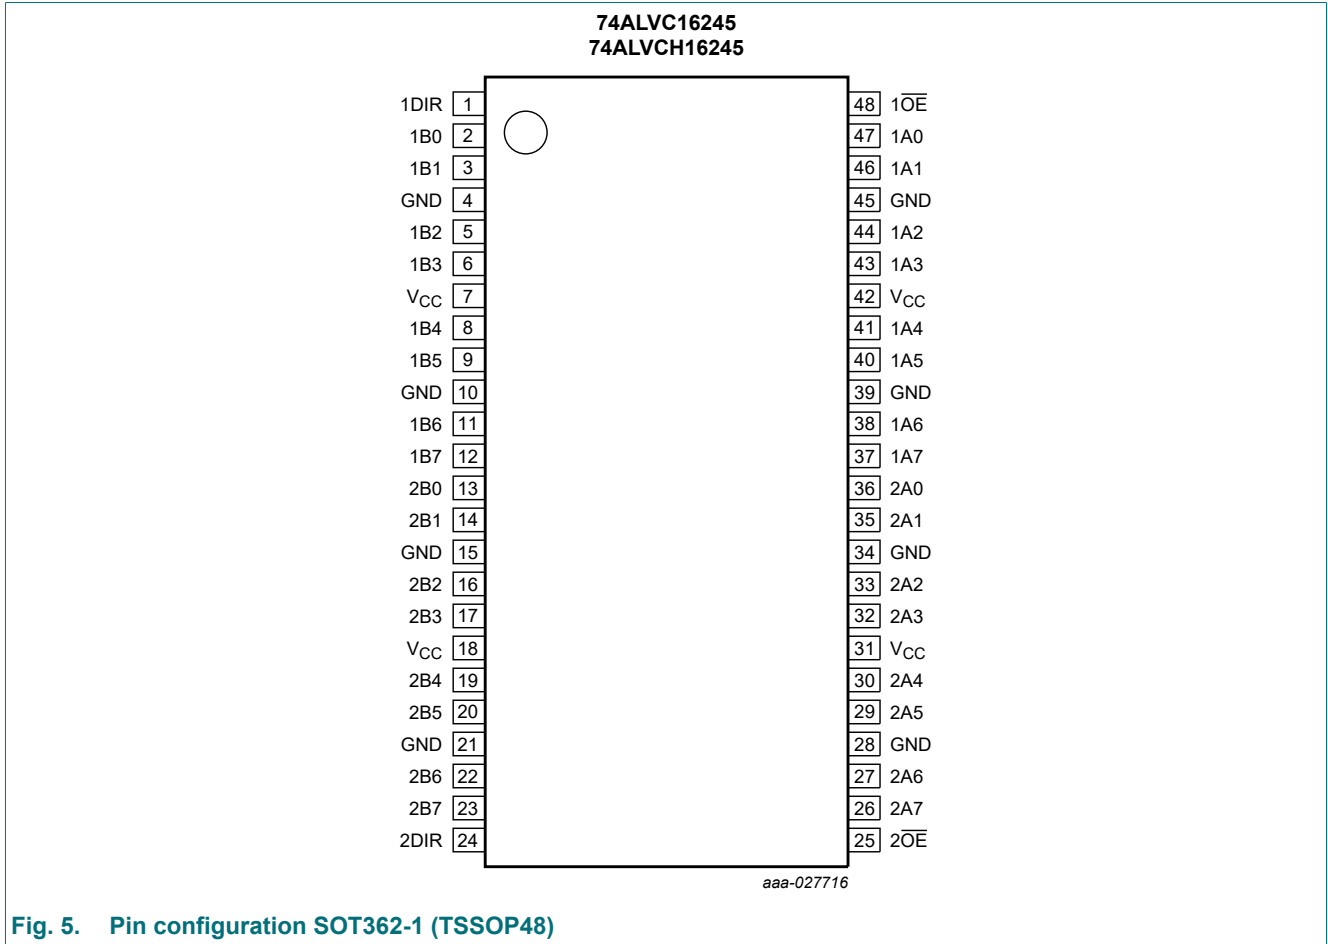 74ALVC16245
74ALVCH16245
1DIR 1 48 1O̅E̅
1B0 2 47 1A0
1B1 3 46 1A1
GND 4 45 GND
1B2 5 44 1A2
1B3 6 43 1A3
VCC 7 42 VCC
1B4 8 41 1A4
1B5 9 40 1A5
GND 10 39 GND
1B6 11 38 1A6
1B7 12 37 1A7
2B0 13 36 2A0
2B1 14 35 2A1
GND 15 34 GND
2B2 16 33 2A2
2B3 17 32 2A3
VCC 18 31 VCC
2B4 19 30 2A4
2B5 20 29 2A5
GND 21 28 GND
2B6 22 27 2A6
2B7 23 26 2A7
2DIR 24 25 2O̅E̅
aaa-027716
Fig. 5. Pin configuration SOT362-1 (TSSOP48)